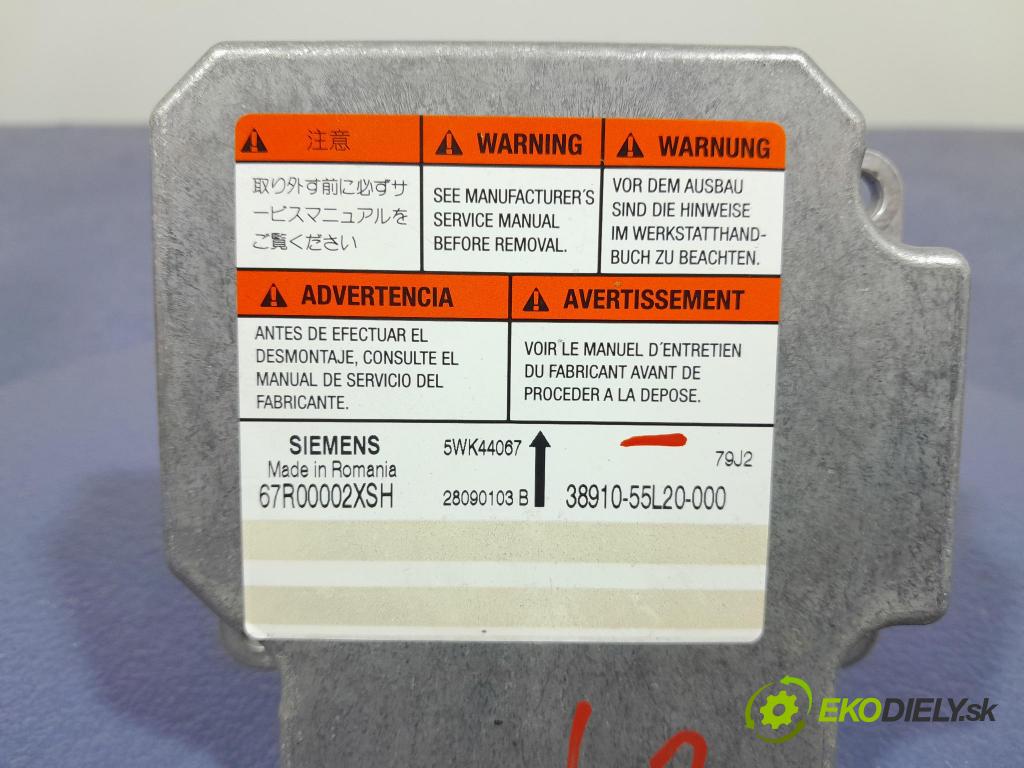 注意
取り外す前に必ずサ
ービスマニュアルを
ご覧ください
WARNING
SEE MANUFACTURER'S
SERVICE MANUAL
BEFORE REMOVAL.
WARNUNG
VOR DEM AUSBAU
SIND DIE HINWEISE
IM WERKSTATTHAND-
BUCH ZU BEACHTEN.
ADVERTENCIA
ANTES DE EFECTUAR EL
DESMONTAJE, CONSULTE EL
MANUAL DE SERVICIO DEL
FABRICANTE.
AVERTISSEMENT
VOIR LE MANUEL D'ENTRETIEN
DU FABRICANT AVANT DE
PROCEDER A LA DEPOSE.
SIEMENS 5WK44067
Made in Romania 79J2
67R00002XSH 28090103 B 38910-55L20-000
EKODIELY.sk